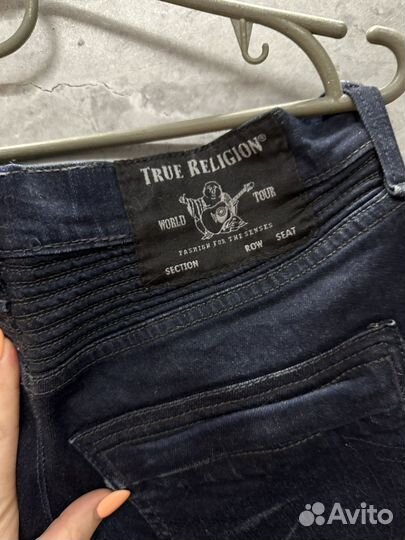 TRUE RELIGION®
WORLD TOUR
FASHION FOR THE SENSES
SECTION ROW SEAT
Avito